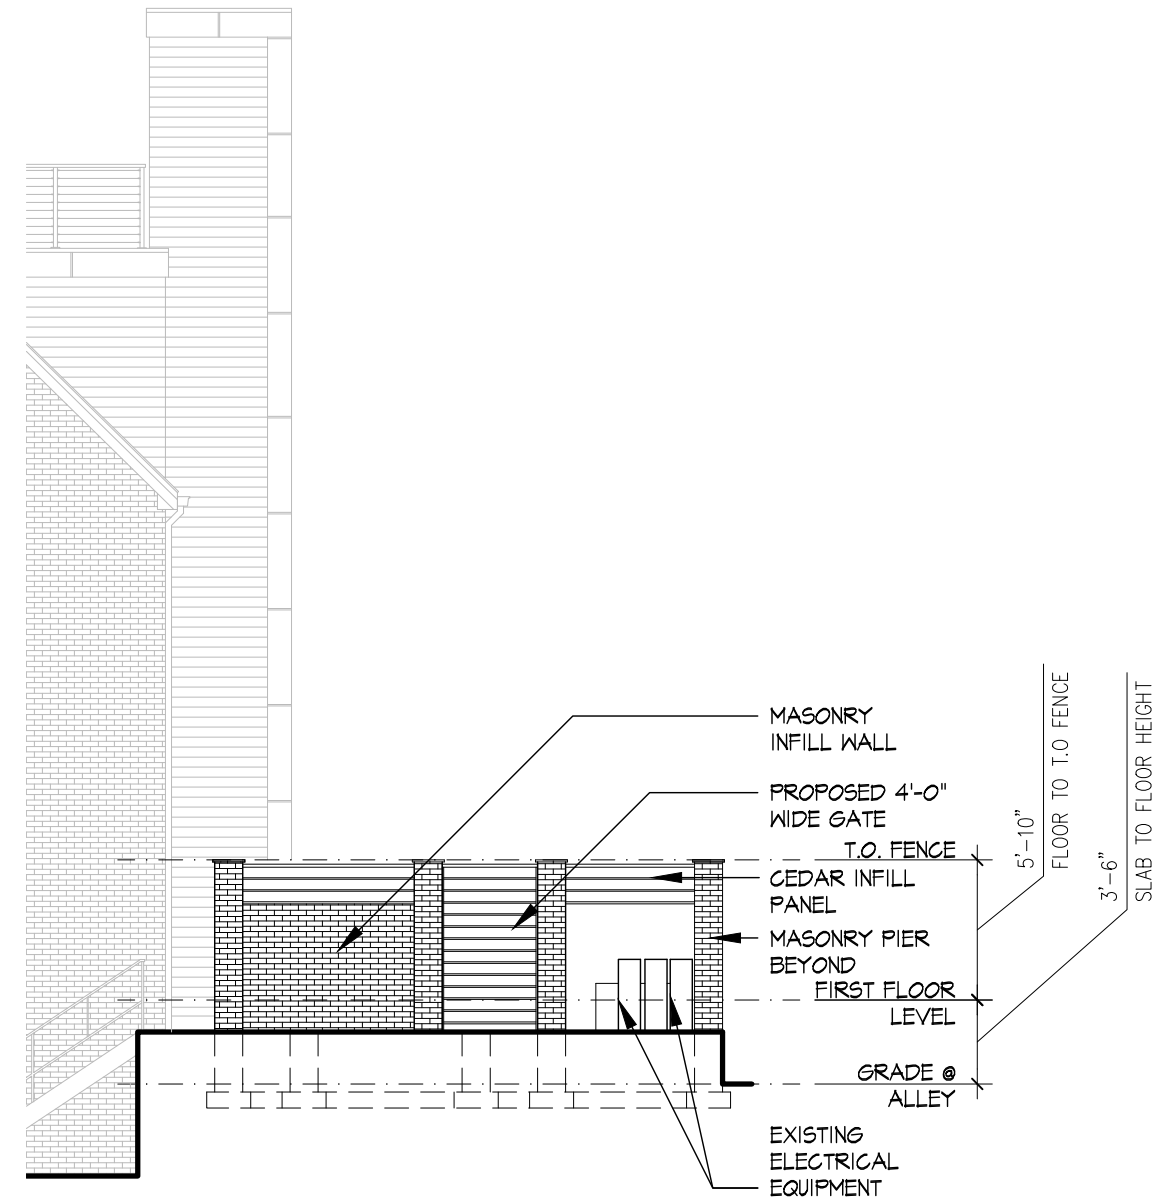 MASONRY
INFILL WALL
PROPOSED 4'-0"
WIDE GATE
T.O. FENCE
CEDAR INFILL
PANEL
MASONRY PIER
BEYOND
FIRST FLOOR
LEVEL
GRADE @
ALLEY
EXISTING
ELECTRICAL
EQUIPMENT
5'-10"
FLOOR TO T.O FENCE
3'-6"
SLAB TO FLOOR HEIGHT